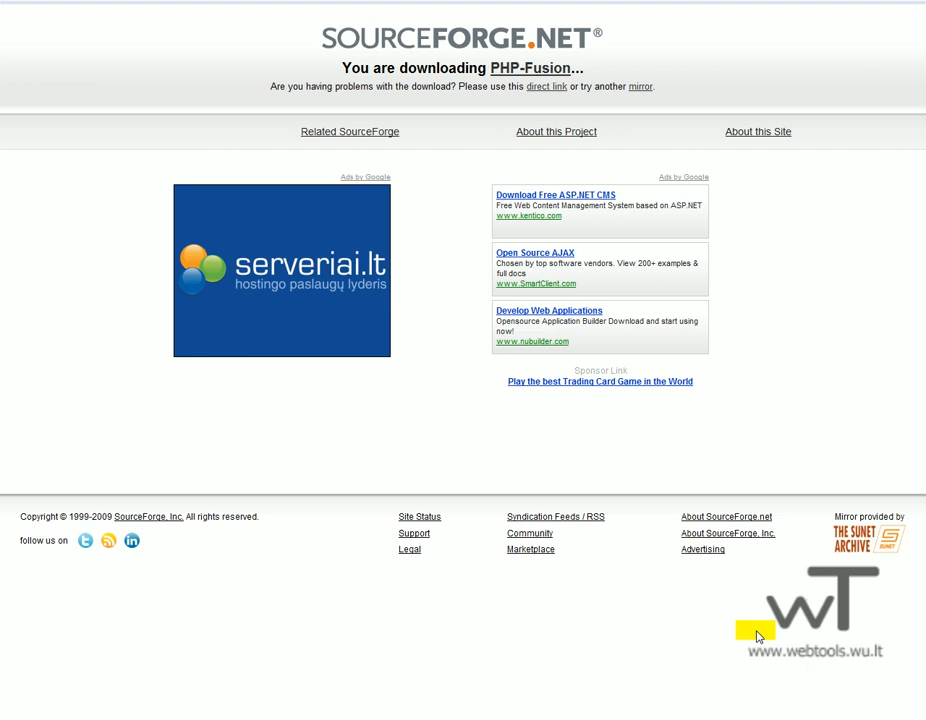 SOURCEFORGE.NET®
You are downloading PHP-Fusion...
Are you having problems with the download? Please use this direct link or try another mirror.
Related SourceForge
About this Project
About this Site
Ads by Google
serveriai.lt
hostingo paslaugų lyderis
Ads by Google
Download Free ASP.NET CMS
Free Web Content Management System based on ASP.NET
www.kentico.com
Open Source AJAX
Chosen by top software vendors. View 200+ examples &
full docs
www.SmartClient.com
Develop Web Applications
Opensource Application Builder Download and start using
now!
www.nubuilder.com
Sponsor Link
Play the best Trading Card Game in the World
Copyright © 1999-2009 SourceForge, Inc. All rights reserved.
follow us on
Site Status
Support
Legal
Syndication Feeds / RSS
Community
Marketplace
About SourceForge.net
About SourceForge, Inc.
Advertising
Mirror provided by
THE SUNET
ARCHIVE
SUNET
wT
www.webtools.wu.lt